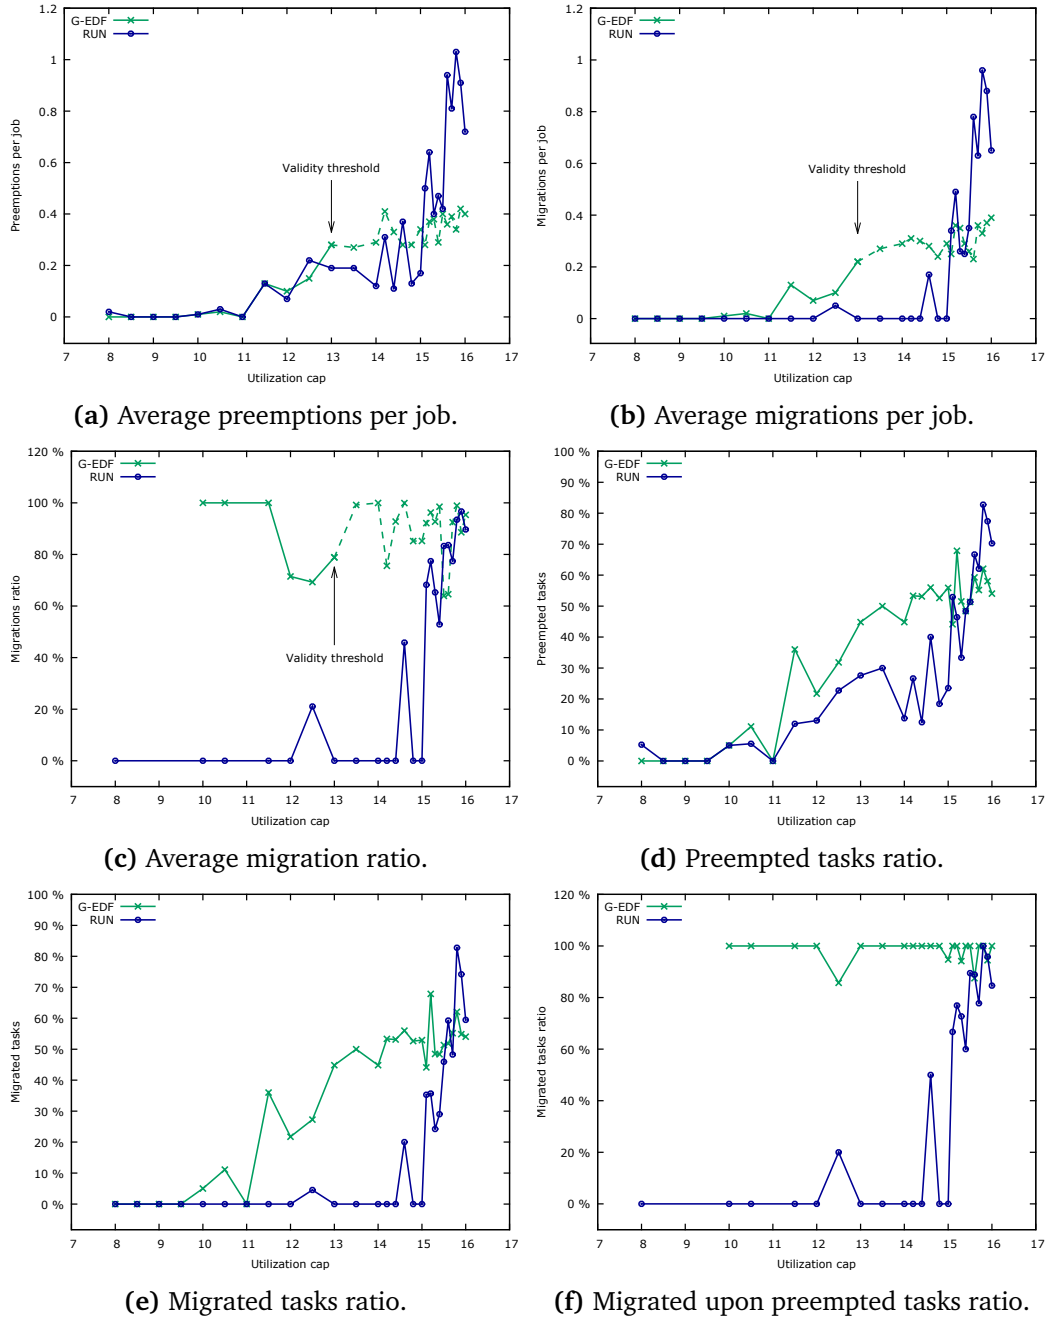 1.2
1
0.8
0.6
0.4
0.2
0
7 8 9 10 11 12 13 14 15 16 17
Preemptions per job
Utilization cap
G-EDF
RUN
Validity threshold
(a) Average preemptions per job.
1.2
1
0.8
0.6
0.4
0.2
0
7 8 9 10 11 12 13 14 15 16 17
Migrations per job
Utilization cap
G-EDF
RUN
Validity threshold
(b) Average migrations per job.
120 %
100 %
80 %
60 %
40 %
20 %
0 %
7 8 9 10 11 12 13 14 15 16 17
Migrations ratio
Utilization cap
G-EDF
RUN
Validity threshold
(c) Average migration ratio.
100 %
90 %
80 %
70 %
60 %
50 %
40 %
30 %
20 %
10 %
0 %
7 8 9 10 11 12 13 14 15 16 17
Preempted tasks
Utilization cap
G-EDF
RUN
(d) Preempted tasks ratio.
100 %
90 %
80 %
70 %
60 %
50 %
40 %
30 %
20 %
10 %
0 %
7 8 9 10 11 12 13 14 15 16 17
Migrated tasks
Utilization cap
G-EDF
RUN
(e) Migrated tasks ratio.
120 %
100 %
80 %
60 %
40 %
20 %
0 %
7 8 9 10 11 12 13 14 15 16 17
Migrated tasks ratio
Utilization cap
G-EDF
RUN
(f) Migrated upon preempted tasks ratio.